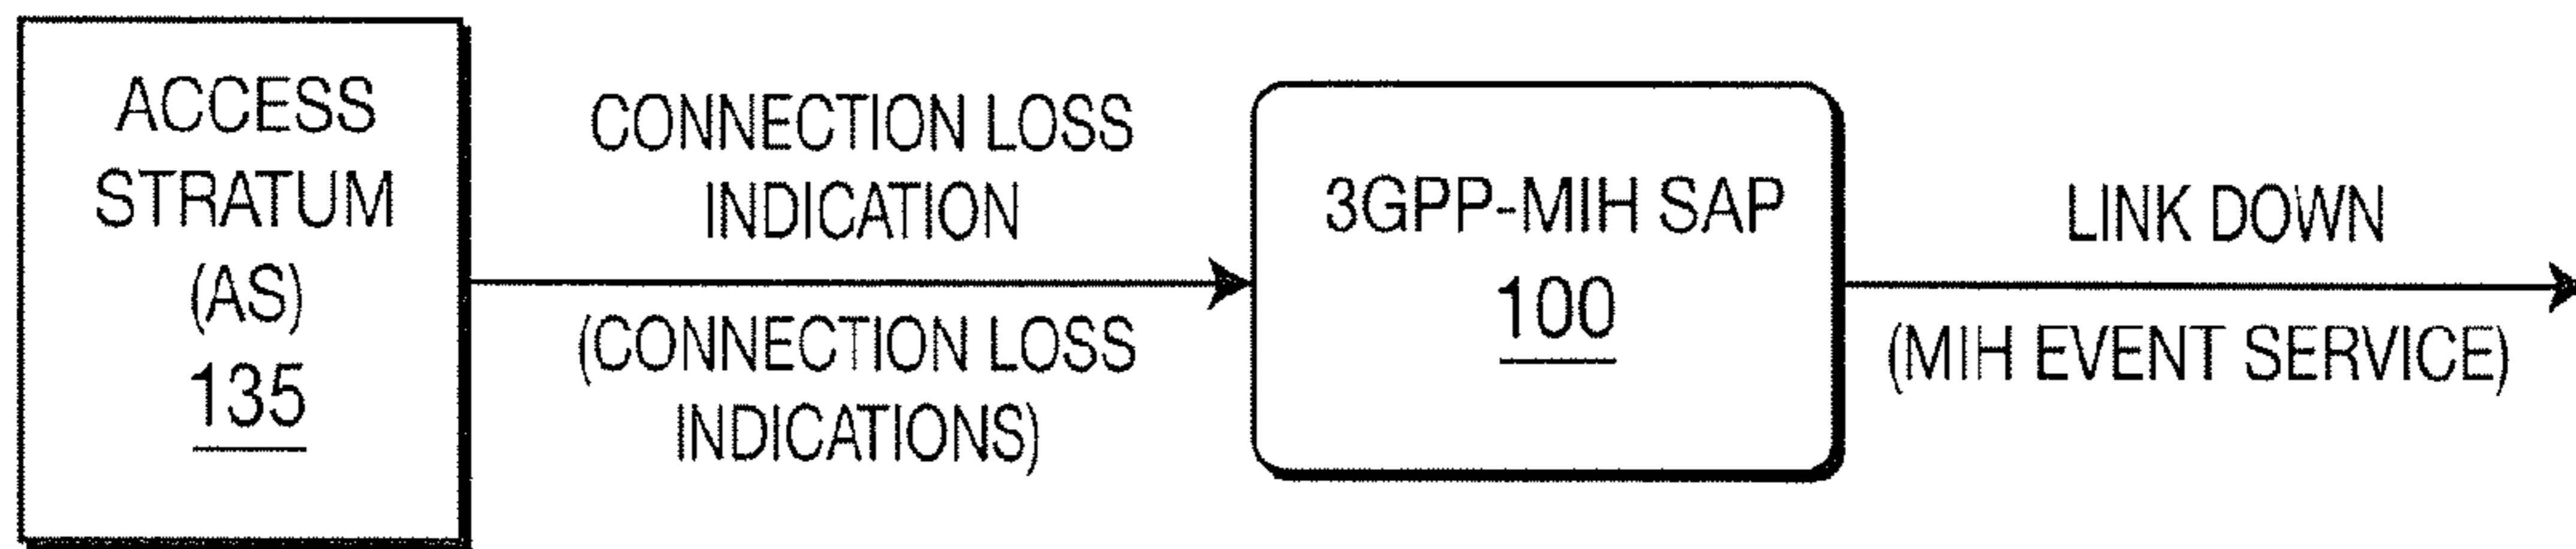 ACCESS
STRATUM
(AS)
135
CONNECTION LOSS
INDICATION
(CONNECTION LOSS
INDICATIONS)
3GPP-MIH SAP
100
LINK DOWN
(MIH EVENT SERVICE)